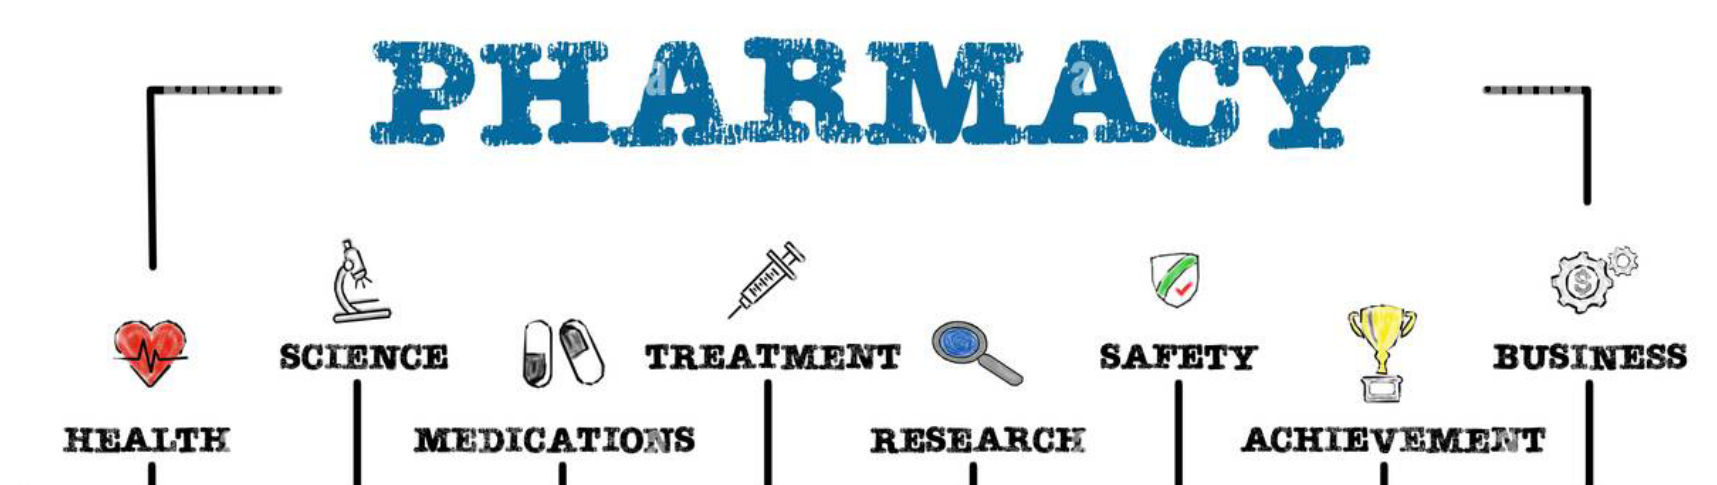 PHARMACY
SCIENCE TREATMENT SAFETY BUSINESS
HEALTH MEDICATIONS RESEARCH ACHIEVEMENT